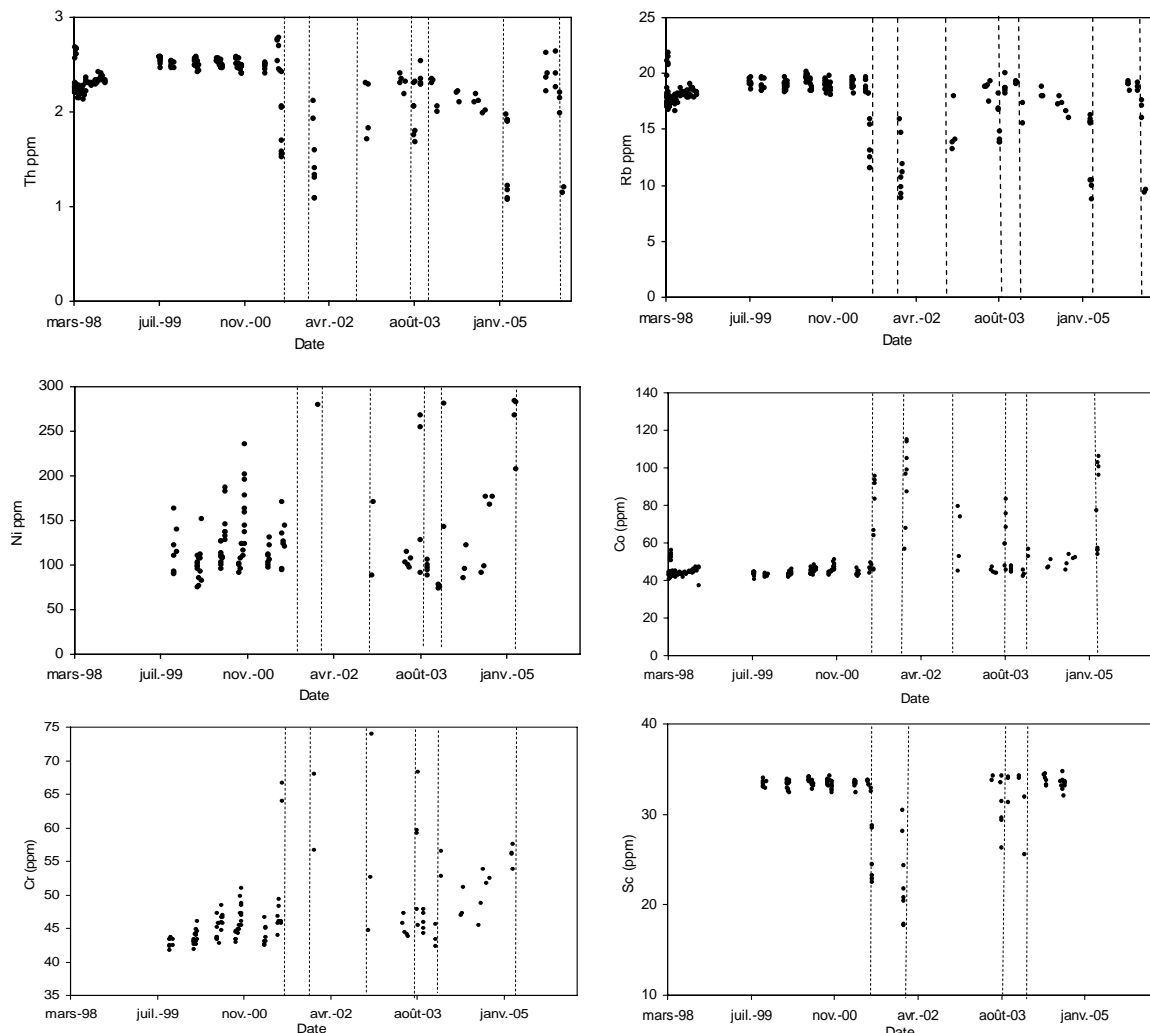 3
2
1
0
Th ppm
mars-98
juil.-99
nov.-00
avr.-02
août-03
janv.-05
Date
25
20
15
10
5
0
Rb ppm
mars-98
juil.-99
nov.-00
avr.-02
août-03
janv.-05
Date
300
250
200
150
100
50
0
Ni ppm
mars-98
juil.-99
nov.-00
avr.-02
août-03
janv.-05
Date
140
120
100
80
60
40
20
0
Co (ppm)
mars-98
juil.-99
nov.-00
avr.-02
août-03
janv.-05
Date
75
70
65
60
55
50
45
40
35
Cr (ppm)
mars-98
juil.-99
nov.-00
avr.-02
août-03
janv.-05
Date
40
30
20
10
Sc (ppm)
mars-98
juil.-99
nov.-00
avr.-02
août-03
janv.-05
Date